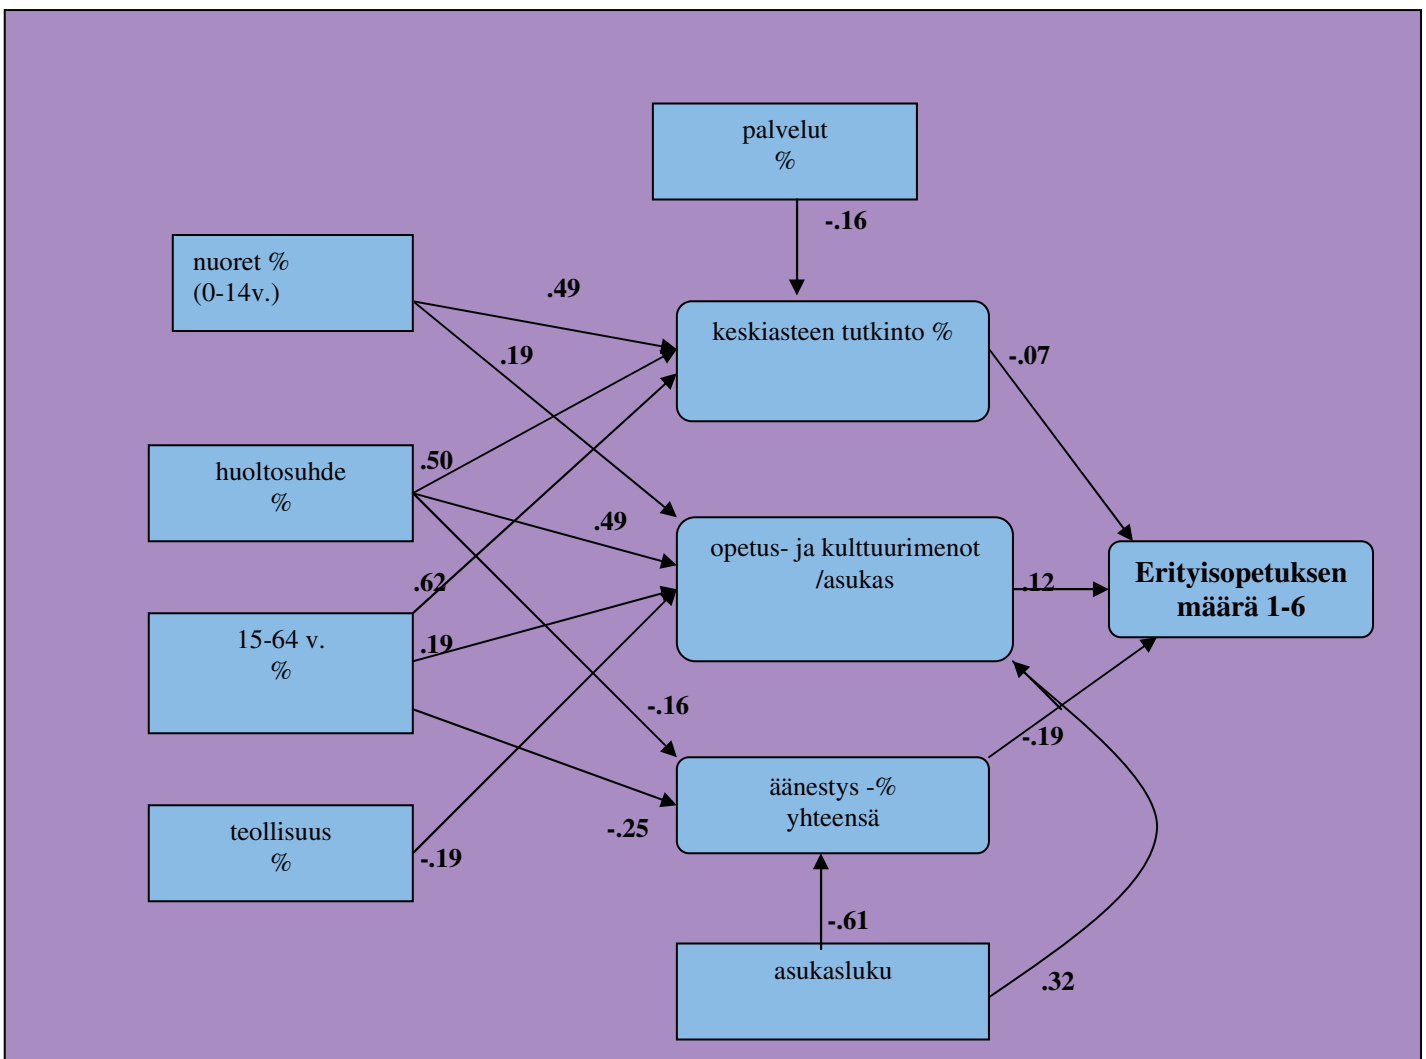 palvelut
%
-.16
nuoret %
(0-14v.)
.49
.19
keskiasteen tutkinto %
-.07
huoltosuhde
%
.50
.49
opetus- ja kulttuurimenot
/asukas
.12
Erityisopetuksen
määrä 1-6
.62
15-64 v.
%
.19
-.16
-.19
äänestys -%
yhteensä
-.25
teollisuus
%
-.19
-.61
asukasluku
.32